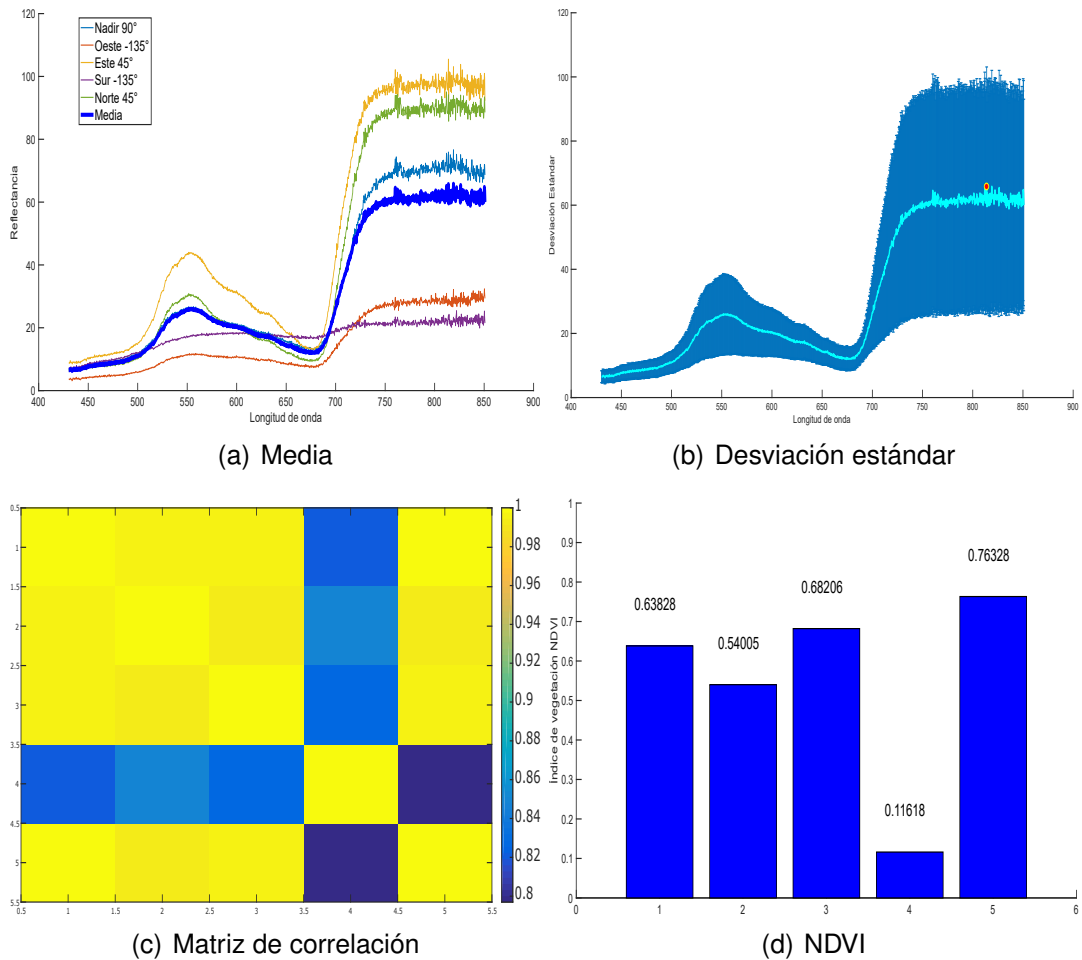 Nadir 90°
Oeste -135°
Este 45°
Sur -135°
Norte 45°
Media
Reflectancia
120
100
80
60
40
20
0
400 450 500 550 600 650 700 750 800 850 900
Longitud de onda
(a) Media
Desviación Estándar
120
100
80
60
40
20
0
400 450 500 550 600 650 700 750 800 850 900
Longitud de onda
(b) Desviación estándar
0.5
1
1.5
2
2.5
3
3.5
4
4.5
5
5.5
0.5 1 1.5 2 2.5 3 3.5 4 4.5 5 5.5
1
0.98
0.96
0.94
0.92
0.9
0.88
0.86
0.84
0.82
0.8
(c) Matriz de correlación
Índice de vegetación NDVI
1
0.9
0.8
0.7
0.6
0.5
0.4
0.3
0.2
0.1
0
0.63828
0.54005
0.68206
0.11618
0.76328
0 1 2 3 4 5 6
(d) NDVI